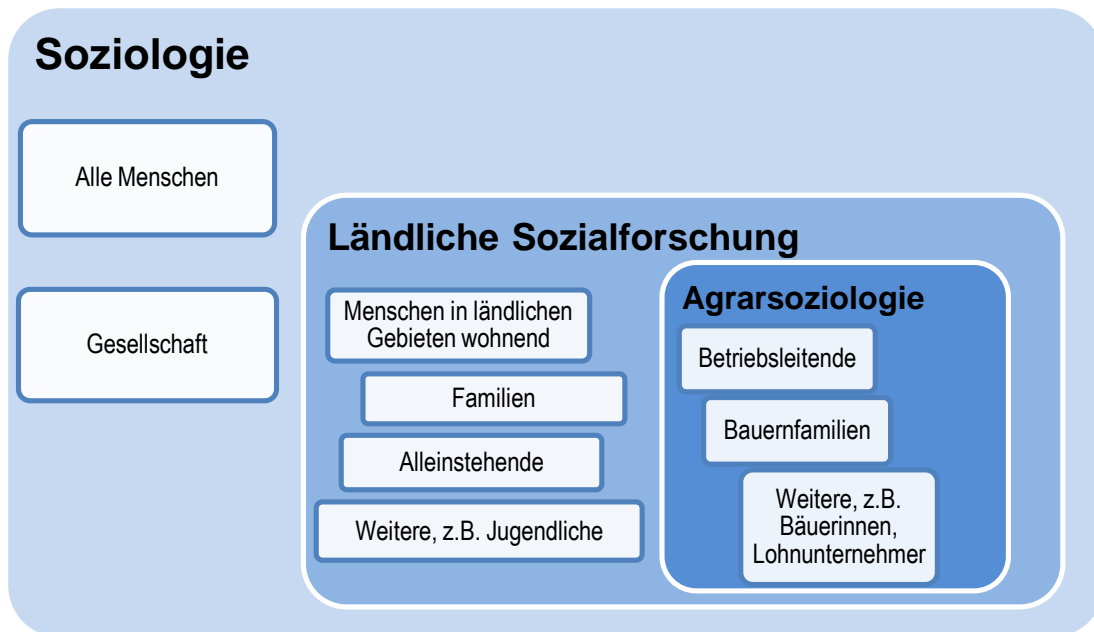 Soziologie
Alle Menschen
Gesellschaft
Ländliche Sozialforschung
Menschen in ländlichen
Gebieten wohnend
Familien
Alleinstehende
Weitere, z.B. Jugendliche
Agrarsoziologie
Betriebsleitende
Bauernfamilien
Weitere, z.B.
Bäuerinnen,
Lohnunternehmer